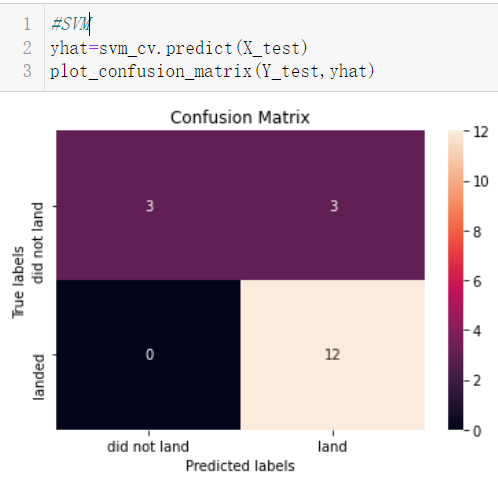 1 #SVM
2 yhat=svm_cv.predict(X_test)
3 plot_confusion_matrix(Y_test,yhat)
Confusion Matrix
True labels
did not land
landed
3 3
0 12
did not land land
Predicted labels
12
10
8
6
4
2
0